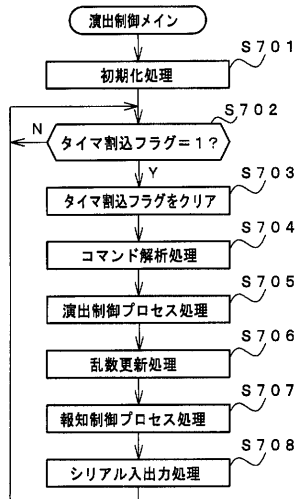 演出制御メイン
S701
初期化処理
S702
N
タイマ割込フラグ＝1？
Y
S703
タイマ割込フラグをクリア
S704
コマンド解析処理
S705
演出制御プロセス処理
S706
乱数更新処理
S707
報知制御プロセス処理
S708
シリアル入出力処理